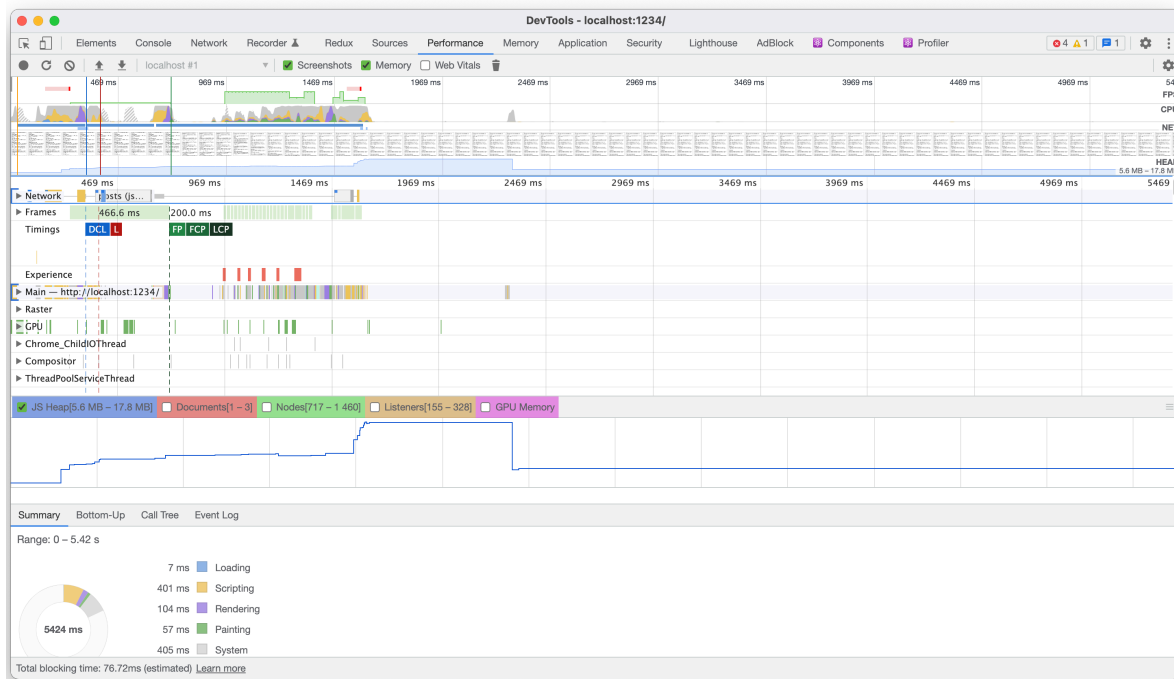 DevTools - localhost:1234/
Elements Console Network Recorder Redux Sources Performance Memory Application Security Lighthouse AdBlock Components Profiler 4 1 1
localhost #1 Screenshots Memory Web Vitals
469 ms 969 ms 1469 ms 1969 ms 2469 ms 2969 ms 3469 ms 3969 ms 4469 ms 4969 ms
FPS
CPU
NET
HEAP
5.6 MB – 17.8 M
469 ms 969 ms 1469 ms 1969 ms 2469 ms 2969 ms 3469 ms 3969 ms 4469 ms 4969 ms 5469
Network posts (js...
Frames 466.6 ms 200.0 ms
Timings DCL L FP FCP LCP
Experience
Main — http://localhost:1234/
Raster
GPU
Chrome_ChildIOThread
Compositor
ThreadPoolServiceThread
JS Heap[5.6 MB – 17.8 MB] Documents[1 – 3] Nodes[717 – 1 460] Listeners[155 – 328] GPU Memory
Summary Bottom-Up Call Tree Event Log
Range: 0 – 5.42 s
7 ms Loading
401 ms Scripting
104 ms Rendering
5424 ms
57 ms Painting
405 ms System
Total blocking time: 76.72ms (estimated) Learn more